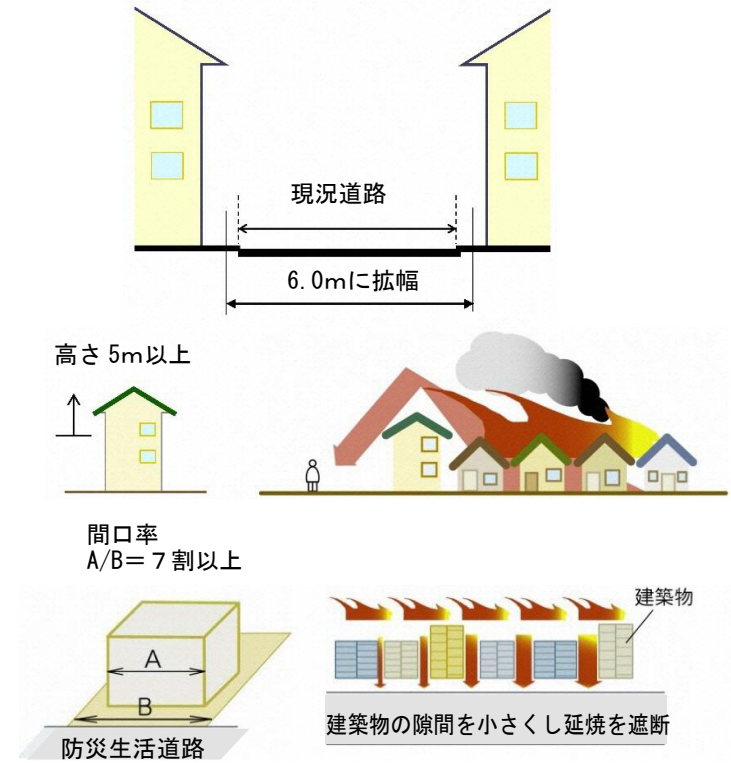 現況道路
6.0mに拡幅
高さ5m以上
間口率
A/B=7割以上
建築物
A
B
防災生活道路
建築物の隙間を小さくし延焼を遮断